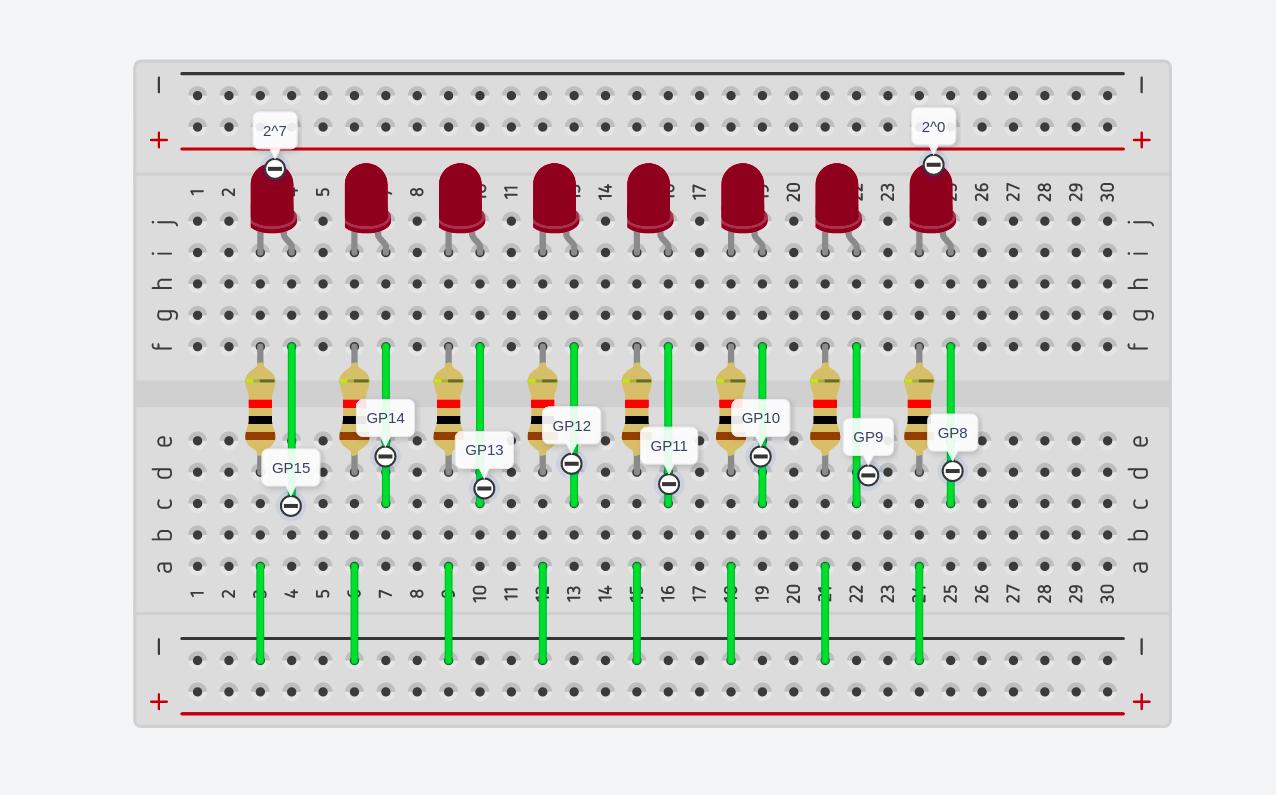 − −
2^7 2^0
+ +
1 2 4 5 7 8 10 11 13 14 16 17 19 20 22 23 25 26 27 28 29 30
j j
i i
h h
g g
f f
GP14 GP12 GP10 GP9 GP8
e e
GP15 GP13 GP11
d d
c c
b b
a a
1 2 3 4 5 6 7 8 9 10 11 12 13 14 15 16 17 18 19 20 21 22 23 24 25 26 27 28 29 30
− −
+ +